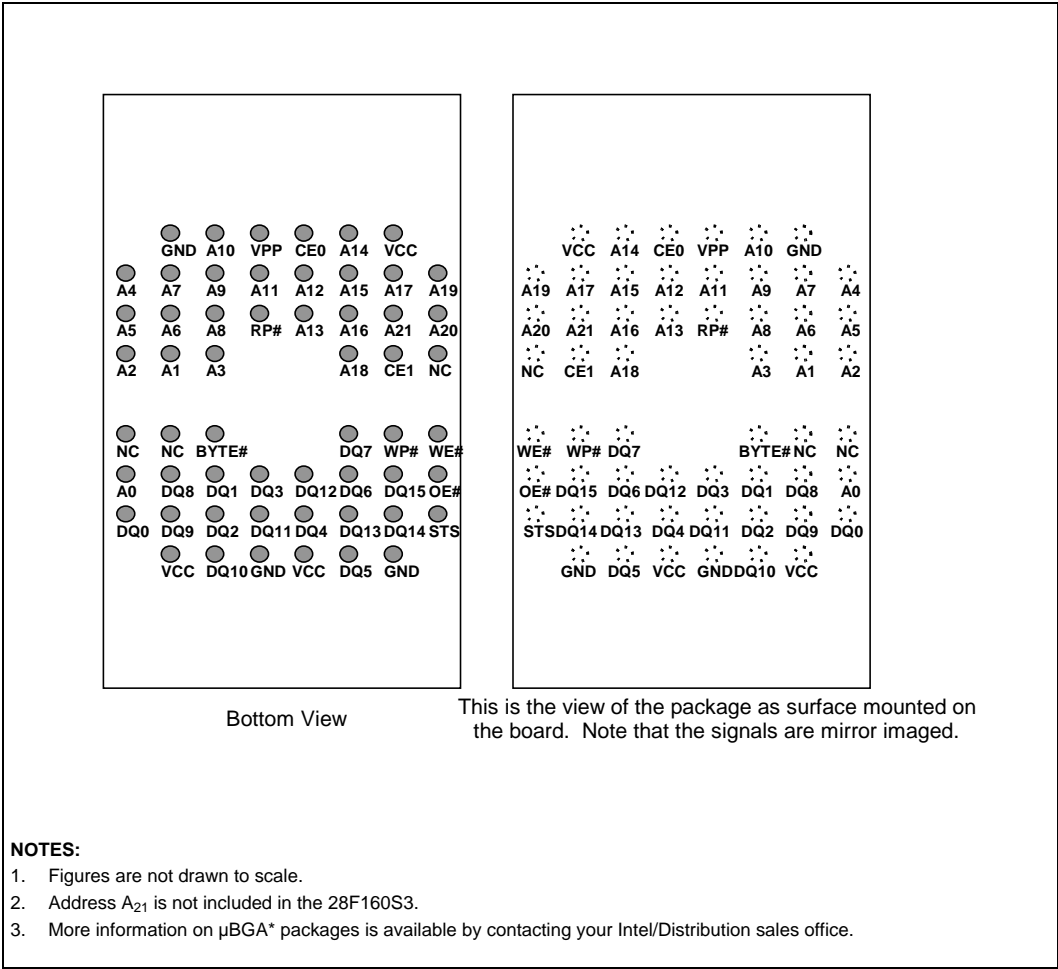 GND A10 VPP CE0 A14 VCC
A4 A7 A9 A11 A12 A15 A17 A19
A5 A6 A8 RP# A13 A16 A21 A20
A2 A1 A3 A18 CE1 NC
NC NC BYTE# DQ7 WP# WE#
A0 DQ8 DQ1 DQ3 DQ12 DQ6 DQ15 OE#
DQ0 DQ9 DQ2 DQ11 DQ4 DQ13 DQ14 STS
VCC DQ10 GND VCC DQ5 GND
Bottom View
VCC A14 CE0 VPP A10 GND
A19 A17 A15 A12 A11 A9 A7 A4
A20 A21 A16 A13 RP# A8 A6 A5
NC CE1 A18 A3 A1 A2
WE# WP# DQ7 BYTE# NC NC
OE# DQ15 DQ6 DQ12 DQ3 DQ1 DQ8 A0
STS DQ14 DQ13 DQ4 DQ11 DQ2 DQ9 DQ0
GND DQ5 VCC GND DQ10 VCC
This is the view of the package as surface mounted on
the board. Note that the signals are mirror imaged.
NOTES:
1. Figures are not drawn to scale.
2. Address A21 is not included in the 28F160S3.
3. More information on µBGA* packages is available by contacting your Intel/Distribution sales office.